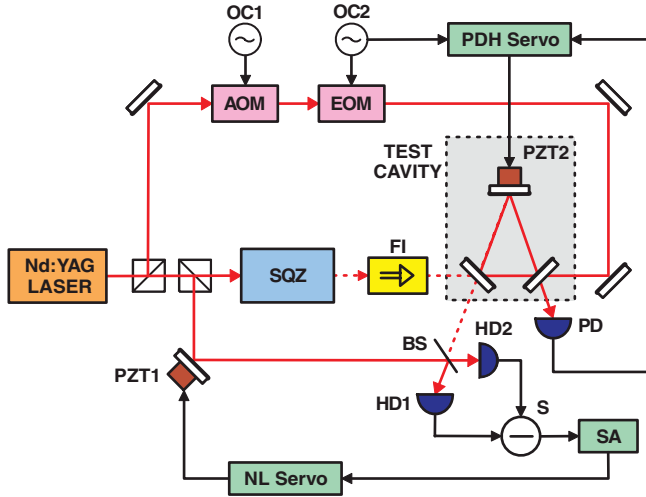 OC1
OC2
PDH Servo
AOM
EOM
TEST
CAVITY
PZT2
Nd:YAG
LASER
SQZ
FI
PD
BS
HD2
PZT1
HD1
S
SA
NL Servo